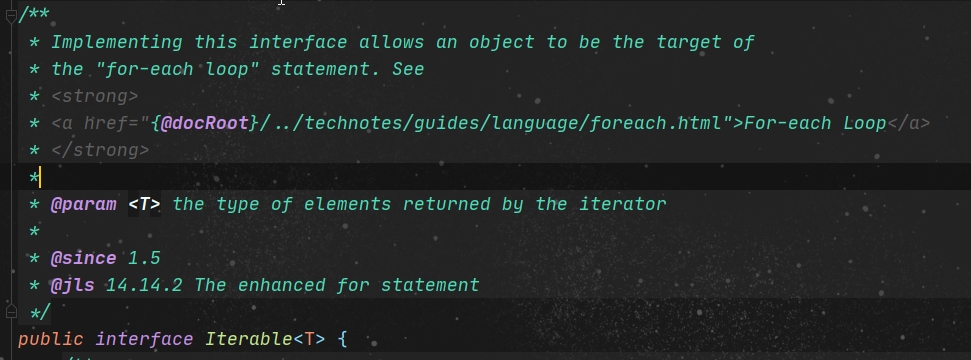 /**
* Implementing this interface allows an object to be the target of
* the "for-each loop" statement. See
* <strong>
* <a href="{@docRoot}/../technotes/guides/language/foreach.html">For-each Loop</a>
* </strong>
*
* @param <T> the type of elements returned by the iterator
*
* @since 1.5
* @jls 14.14.2 The enhanced for statement
*/
public interface Iterable<T> {